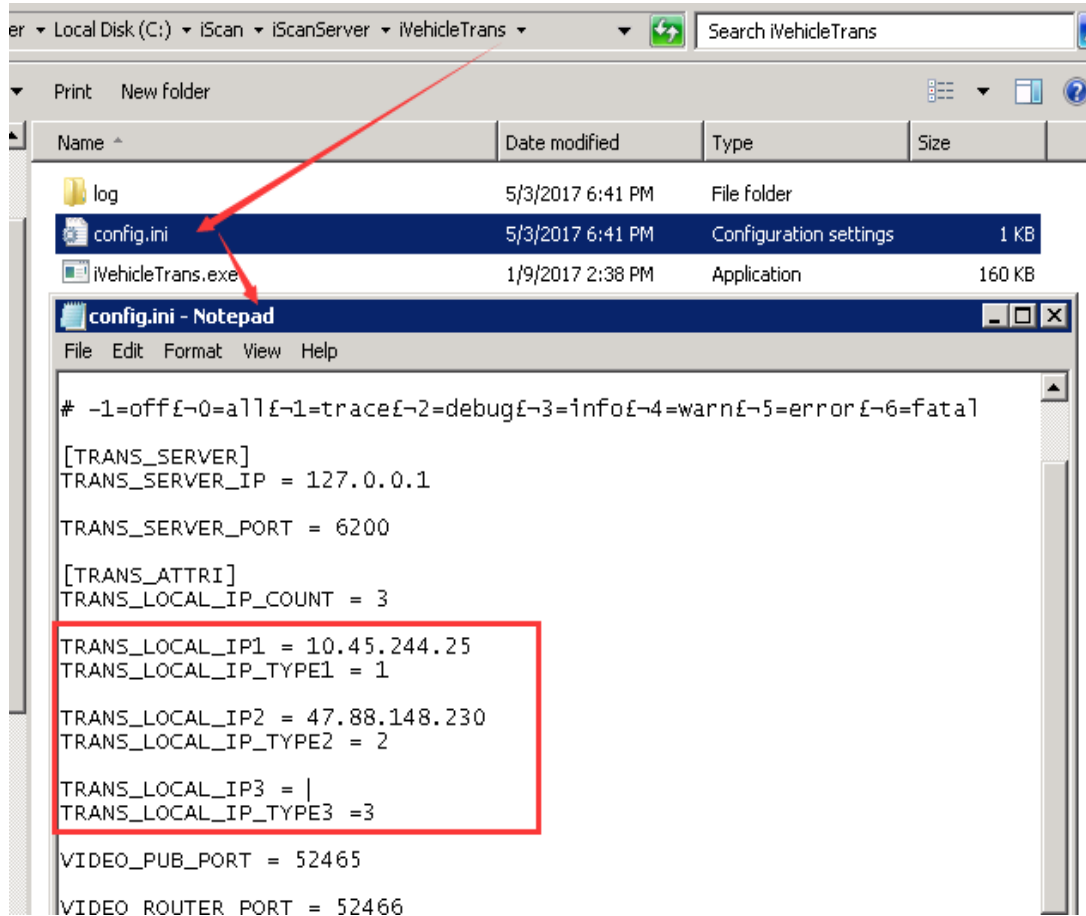 er Local Disk (C:) iScan iScanServer iVehicleTrans Search iVehicleTrans
Print New folder
Name Date modified Type Size
log 5/3/2017 6:41 PM File folder
config.ini 5/3/2017 6:41 PM Configuration settings 1 KB
iVehicleTrans.exe 1/9/2017 2:38 PM Application 160 KB
config.ini - Notepad
File Edit Format View Help
# -1=off£¬0=all£¬1=trace£¬2=debug£¬3=info£¬4=warn£¬5=error£¬6=fatal
[TRANS_SERVER]
TRANS_SERVER_IP = 127.0.0.1
TRANS_SERVER_PORT = 6200
[TRANS_ATTRI]
TRANS_LOCAL_IP_COUNT = 3
TRANS_LOCAL_IP1 = 10.45.244.25
TRANS_LOCAL_IP_TYPE1 = 1
TRANS_LOCAL_IP2 = 47.88.148.230
TRANS_LOCAL_IP_TYPE2 = 2
TRANS_LOCAL_IP3 =
TRANS_LOCAL_IP_TYPE3 =3
VIDEO_PUB_PORT = 52465
VIDEO_ROUTER_PORT = 52466